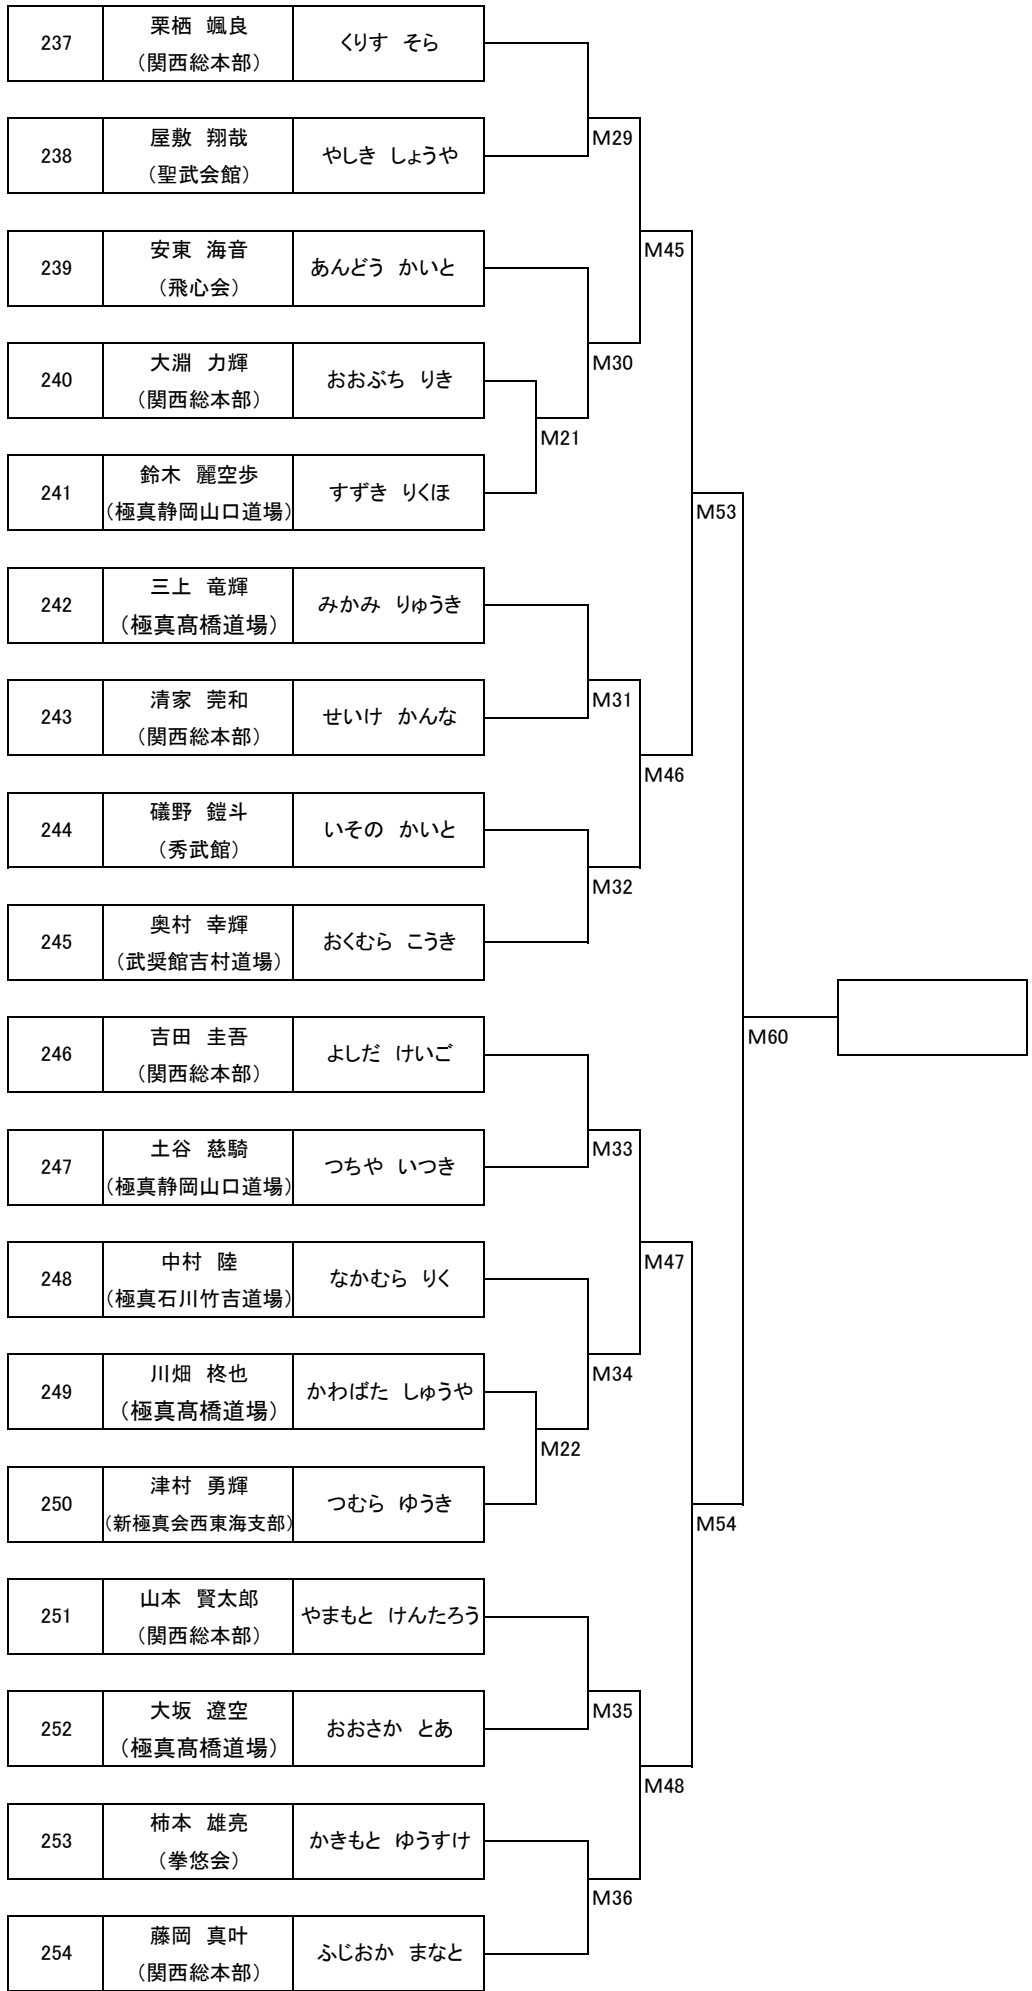 237
栗栖　颯良
（関西総本部）
くりす　そら
238
屋敷　翔哉
（聖武会館）
やしき　しょうや
M29
239
安東　海音
（飛心会）
あんどう　かいと
M45
240
大淵　力輝
（関西総本部）
おおぶち　りき
M30
M21
241
鈴木　麗空歩
（極真静岡山口道場）
すずき　りくほ
M53
242
三上　竜輝
（極真髙橋道場）
みかみ　りゅうき
243
清家　莞和
（関西総本部）
せいけ　かんな
M31
M46
244
礒野　鎧斗
（秀武館）
いその　かいと
M32
245
奥村　幸輝
（武奨館吉村道場）
おくむら　こうき
246
吉田　圭吾
（関西総本部）
よしだ　けいご
M60
247
土谷　慈騎
（極真静岡山口道場）
つちや　いつき
M33
248
中村　陸
（極真石川竹吉道場）
なかむら　りく
M47
249
川畑　柊也
（極真髙橋道場）
かわばた　しゅうや
M34
M22
250
津村　勇輝
（新極真会西東海支部）
つむら　ゆうき
M54
251
山本　賢太郎
（関西総本部）
やまもと　けんたろう
252
大坂　遼空
（極真髙橋道場）
おおさか　とあ
M35
M48
253
柿本　雄亮
（拳悠会）
かきもと　ゆうすけ
M36
254
藤岡　真叶
（関西総本部）
ふじおか　まなと